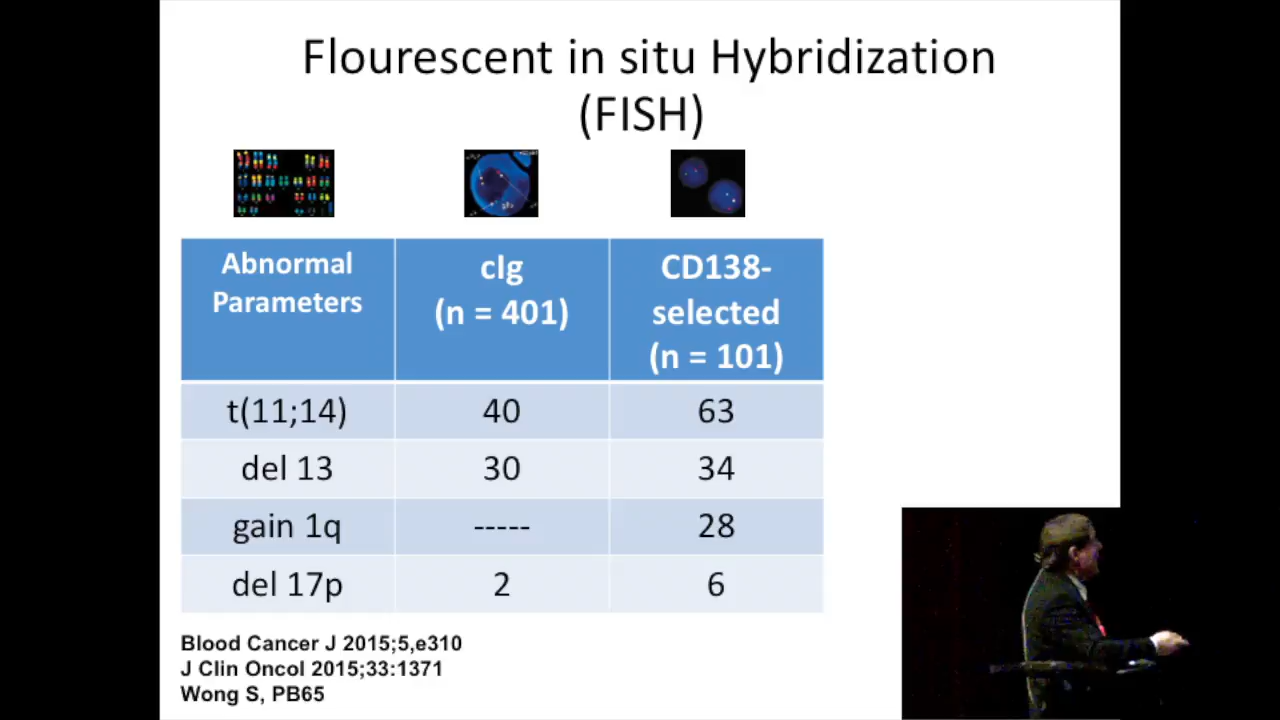 Flourescent in situ Hybridization
(FISH)
Abnormal
Parameters
cIg
(n = 401)
CD138-
selected
(n = 101)
t(11;14)
40
63
del 13
30
34
gain 1q
-----
28
del 17p
2
6
Blood Cancer J 2015;5,e310
J Clin Oncol 2015;33:1371
Wong S, PB65